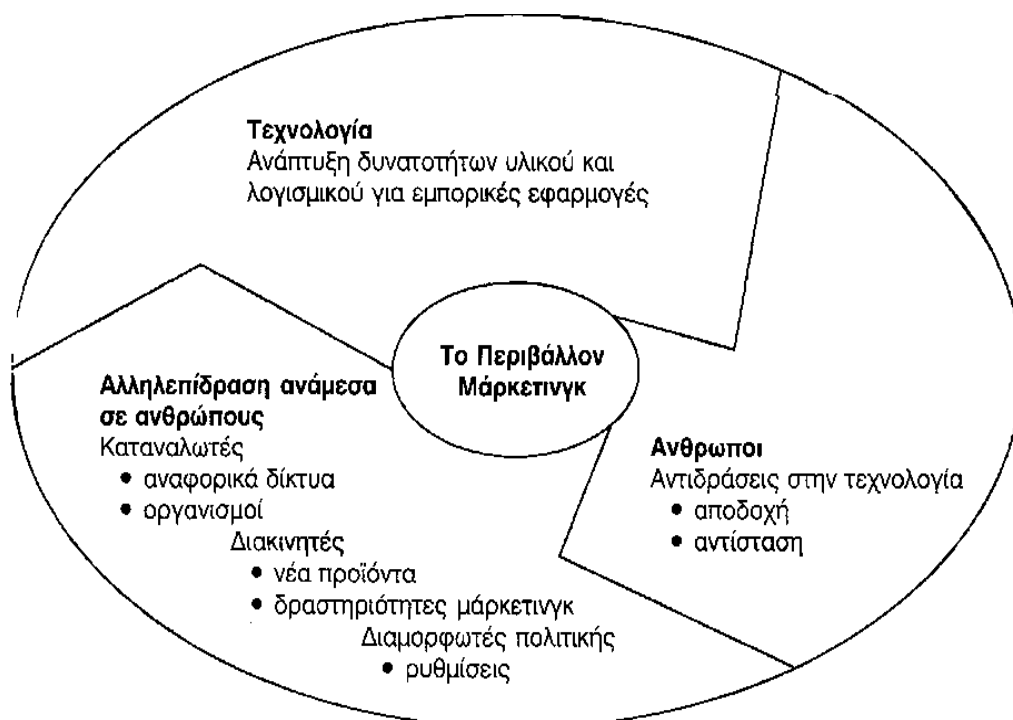 Τεχνολογία
Ανάπτυξη δυνατοτήτων υλικού και
λογισμικού για εμπορικές εφαρμογές
Το Περιβάλλον
Μάρκετινγκ
Αλληλεπίδραση ανάμεσα
σε ανθρώπους
Καταναλωτές
• αναφορικά δίκτυα
• οργανισμοί
Διακινητές
• νέα προϊόντα
• δραστηριότητες μάρκετινγκ
Διαμορφωτές πολιτικής
• ρυθμίσεις
Ανθρωποι
Αντιδράσεις στην τεχνολογία
• αποδοχή
• αντίσταση